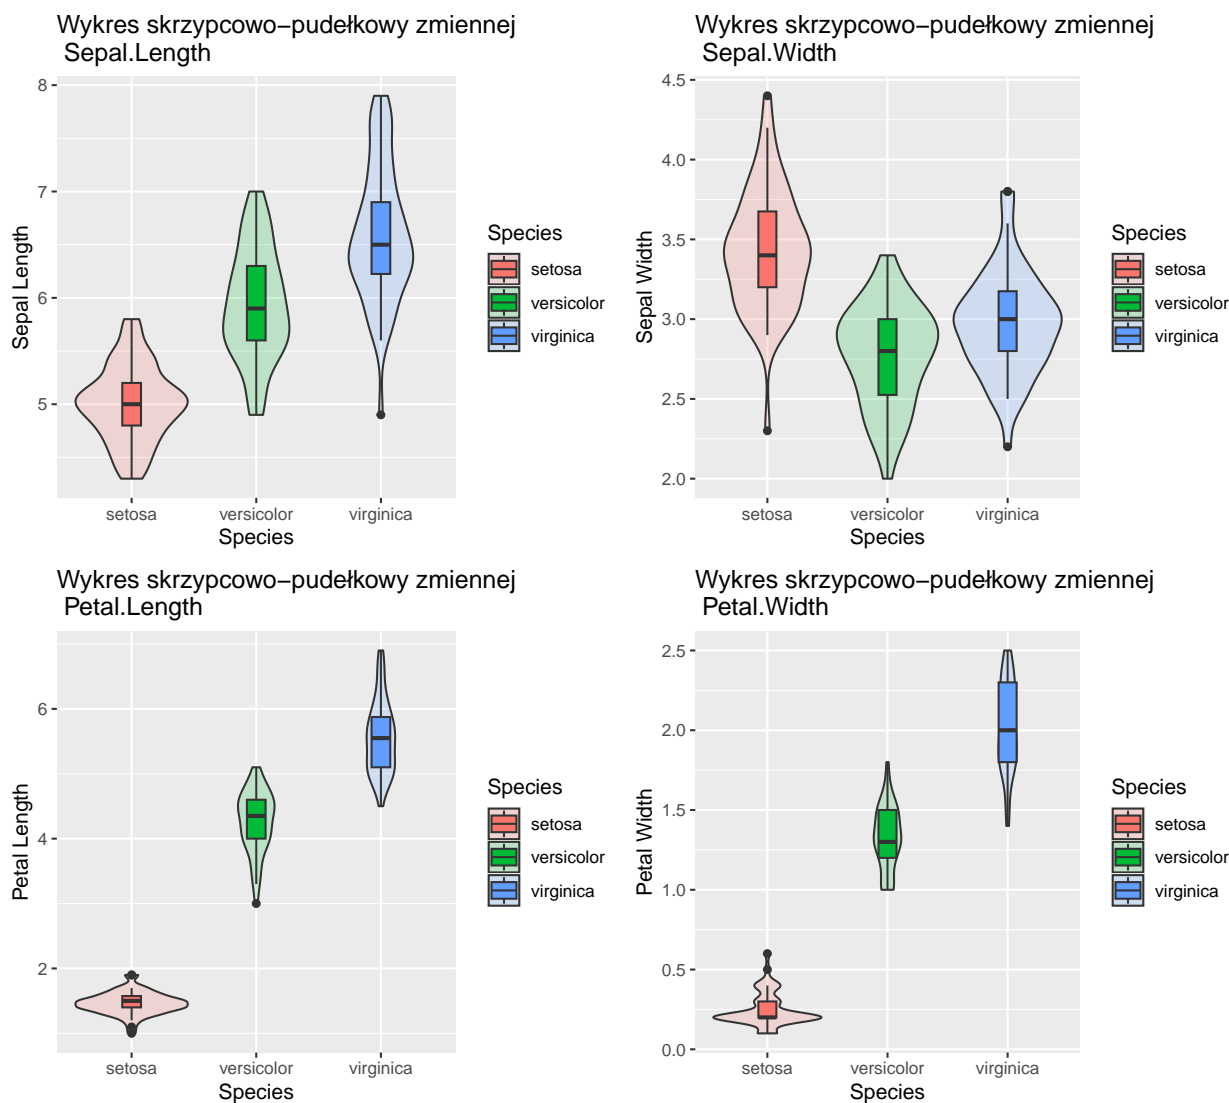 Wykres skrzypcowo−pudełkowy zmiennej
Sepal.Length
Sepal Length
8
7
6
5
setosa
versicolor
virginica
Species
Species
setosa
versicolor
virginica
Wykres skrzypcowo−pudełkowy zmiennej
Sepal.Width
Sepal Width
4.5
4.0
3.5
3.0
2.5
2.0
setosa
versicolor
virginica
Species
Species
setosa
versicolor
virginica
Wykres skrzypcowo−pudełkowy zmiennej
Petal.Length
Petal Length
6
4
2
setosa
versicolor
virginica
Species
Species
setosa
versicolor
virginica
Wykres skrzypcowo−pudełkowy zmiennej
Petal.Width
Petal Width
2.5
2.0
1.5
1.0
0.5
0.0
setosa
versicolor
virginica
Species
Species
setosa
versicolor
virginica